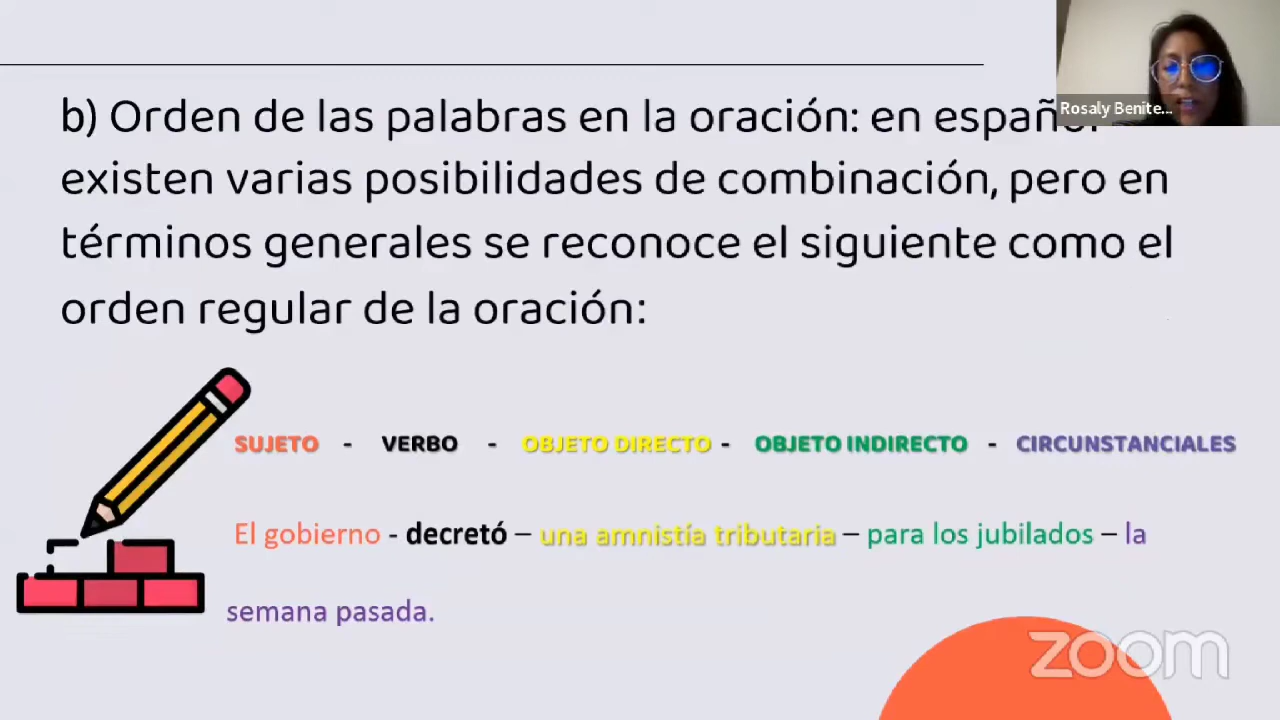 b) Orden de las palabras en la oración: en español
existen varias posibilidades de combinación, pero en
términos generales se reconoce el siguiente como el
orden regular de la oración:
SUJETO - VERBO - OBJETO DIRECTO - OBJETO INDIRECTO - CIRCUNSTANCIALES
El gobierno - decretó – una amnistía tributaria – para los jubilados – la
semana pasada.
Rosaly Benite...
zoom